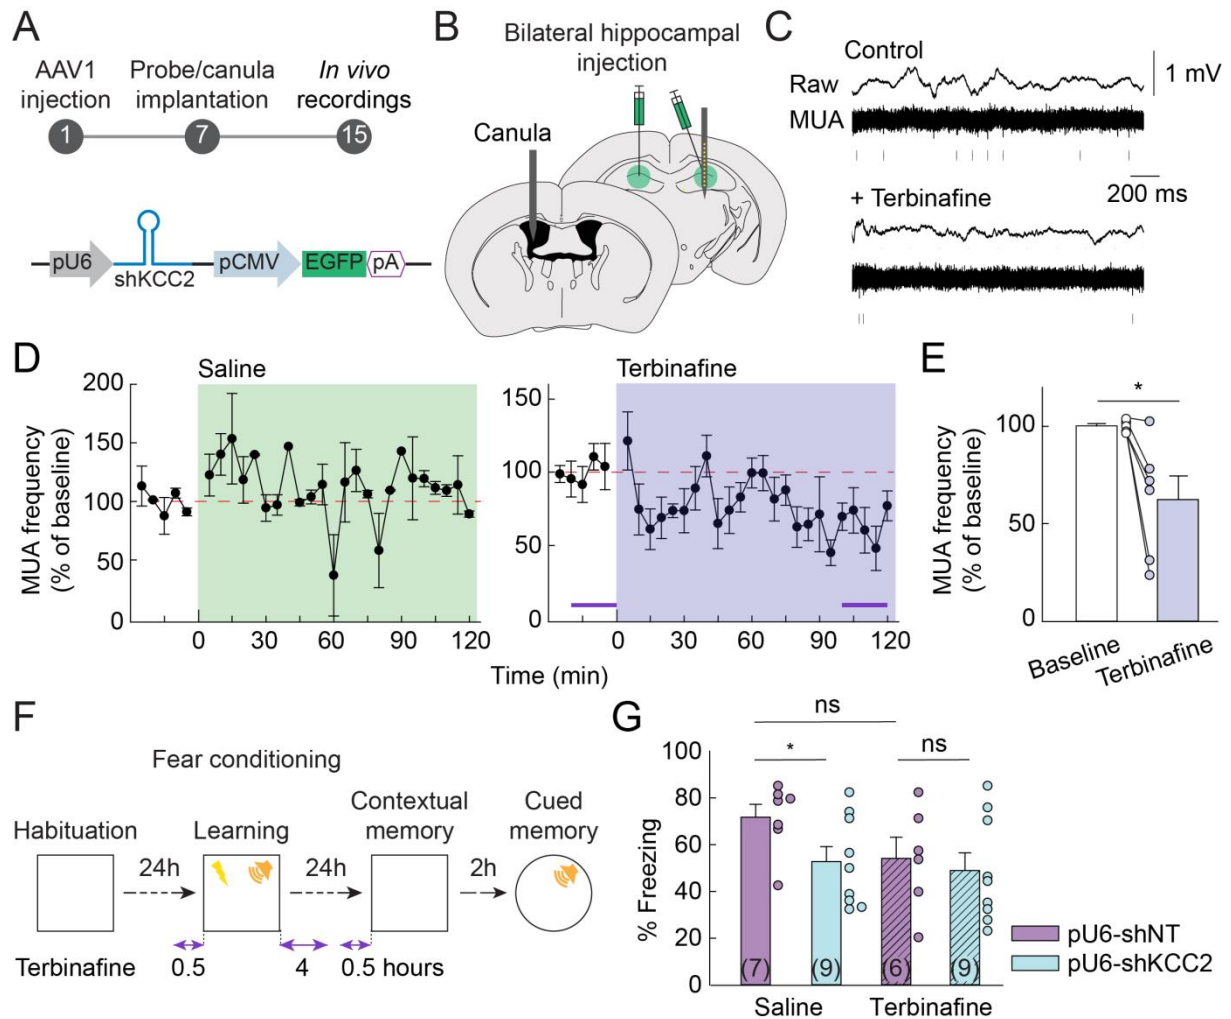 A
AAV1
injection
Probe/canula
implantation
In vivo
recordings
1
7
15
pU6
shKCC2
pCMV
EGFP
pA
B
Bilateral hippocampal
injection
Canula
C
Control
Raw
MUA
1 mV
200 ms
+ Terbinafine
D
Saline
MUA frequency
(% of baseline)
200
150
100
50
0
0 30 60 90 120
Terbinafine
150
100
50
0
0 30 60 90 120
Time (min)
E
*
MUA frequency
(% of baseline)
100
50
0
Baseline
Terbinafine
F
Fear conditioning
Habituation
24h
Learning
24h
Contextual
memory
2h
Cued
memory
Terbinafine
0.5
4
0.5 hours
G
ns
*
ns
% Freezing
100
80
60
40
20
0
(7)
(9)
(6)
(9)
Saline
Terbinafine
pU6-shNT
pU6-shKCC2